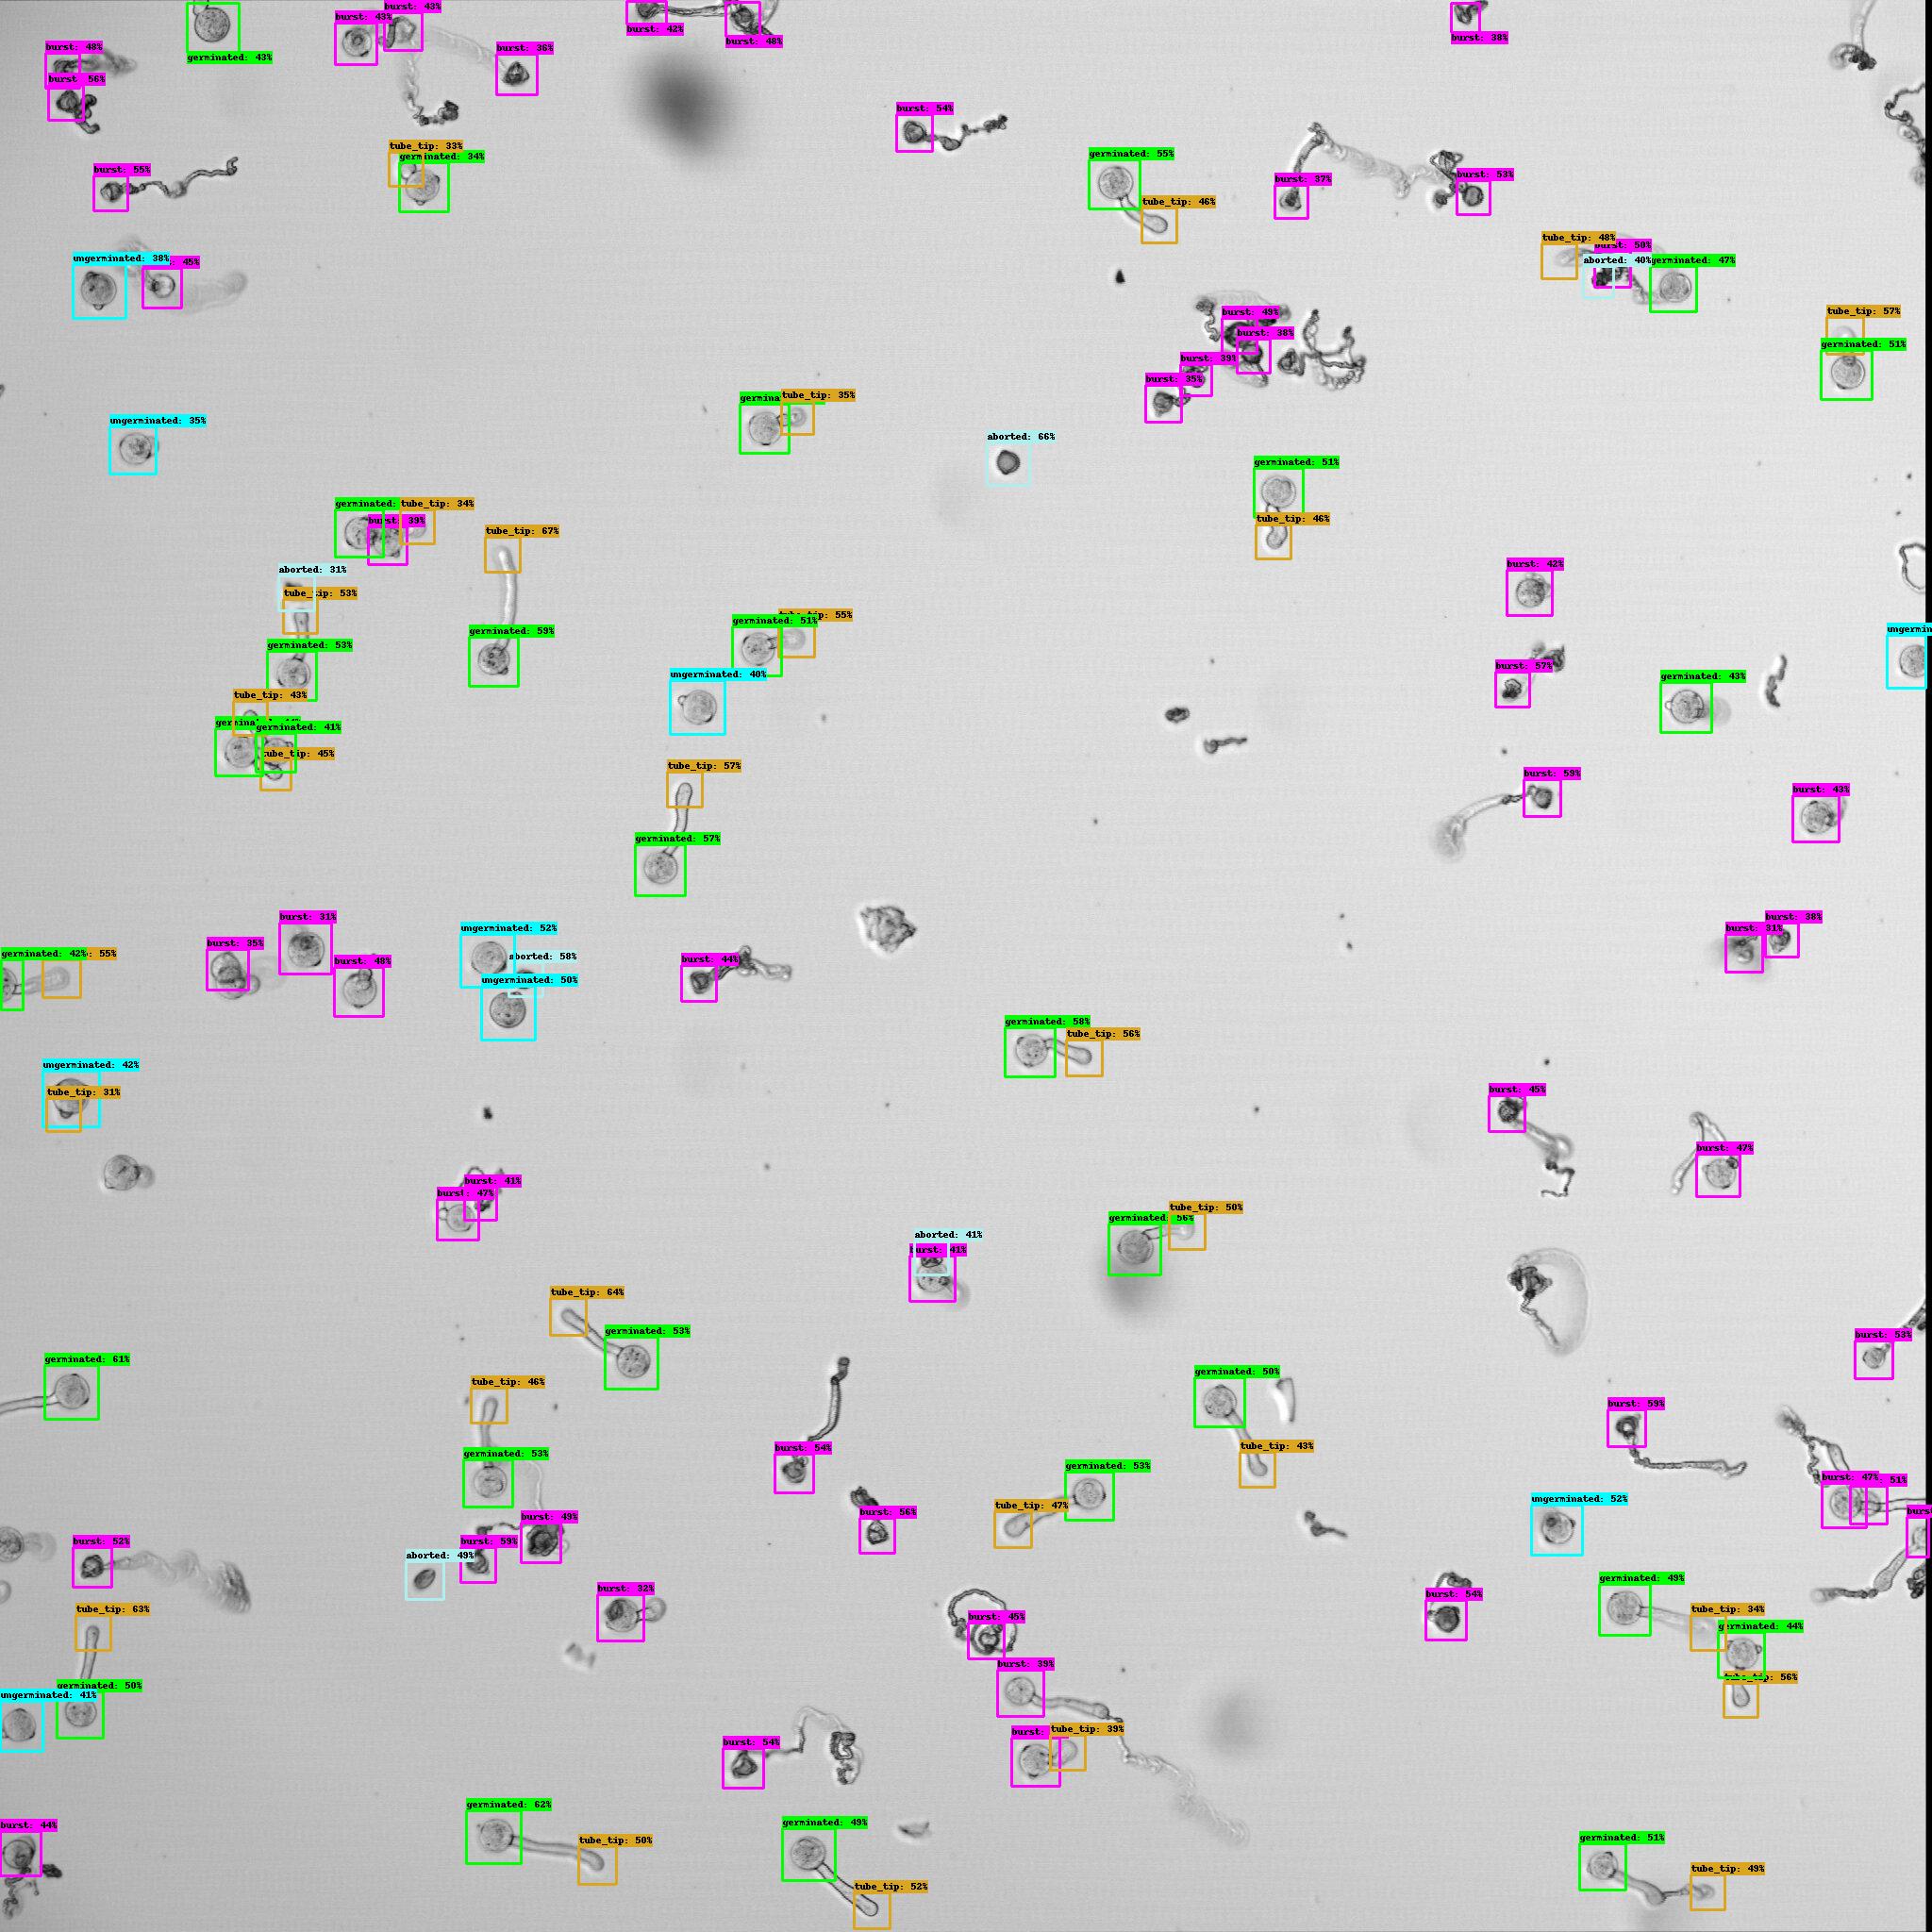 burst: 43%
burst: 43%
burst: 48%
germinated: 43%
burst: 36%
burst: 42%
burst: 48%
burst: 38%
burst: 56%
burst: 54%
tube_tip: 33%
germinated: 34%
burst: 55%
germinated: 55%
tube_tip: 46%
burst: 37%
burst: 53%
tube_tip: 48%
burst: 50%
aborted: 40%
germinated: 47%
ungerminated: 38%
45%
tube_tip: 57%
germinated: 51%
burst: 49%
burst: 38%
burst: 39%
burst: 35%
tube_tip: 35%
ungerminated: 35%
aborted: 66%
germinated: 51%
tube_tip: 46%
germinated:
tube_tip: 34%
burst: 39%
tube_tip: 67%
aborted: 31%
tube_tip: 53%
burst: 42%
germinated: 59%
tube_tip: 55%
germinated: 51%
germinated: 53%
ungerminated: 40%
burst: 57%
germinated: 43%
tube_tip: 43%
germinated: 41%
tube_tip: 45%
tube_tip: 57%
burst: 59%
burst: 43%
germinated: 57%
burst: 31%
burst: 35%
burst: 48%
ungerminated: 52%
aborted: 58%
ungerminated: 50%
burst: 44%
burst: 38%
burst: 31%
germinated: 42%
55%
germinated: 58%
tube_tip: 56%
ungerminated: 42%
tube_tip: 31%
burst: 45%
burst: 47%
burst: 41%
burst: 47%
tube_tip: 50%
germinated: 56%
aborted: 41%
burst: 41%
tube_tip: 64%
germinated: 53%
burst: 53%
germinated: 61%
tube_tip: 46%
germinated: 50%
tube_tip: 43%
burst: 59%
germinated: 53%
burst: 54%
germinated: 53%
tube_tip: 47%
burst: 47%
51%
ungerminated: 52%
burst: 56%
burst: 49%
burst: 52%
burst: 59%
aborted: 49%
germinated: 49%
burst: 32%
burst: 54%
tube_tip: 63%
burst: 45%
tube_tip: 34%
germinated: 44%
burst: 39%
tube_tip: 56%
germinated: 50%
ungerminated: 41%
burst:
tube_tip: 39%
burst: 54%
germinated: 62%
tube_tip: 50%
germinated: 49%
tube_tip: 52%
burst: 44%
germinated: 51%
tube_tip: 49%